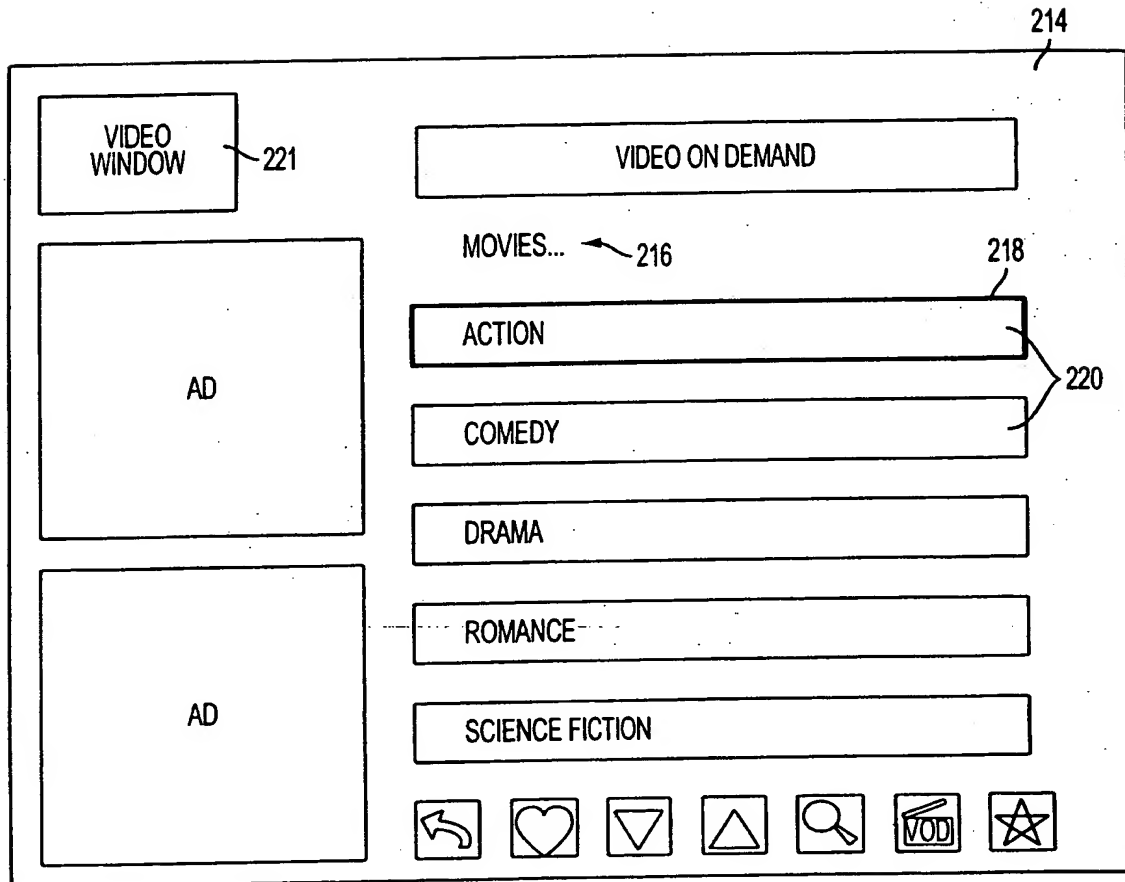 214
VIDEO
WINDOW
221
VIDEO ON DEMAND
MOVIES...
216
218
ACTION
220
AD
COMEDY
DRAMA
ROMANCE
AD
SCIENCE FICTION
VOD